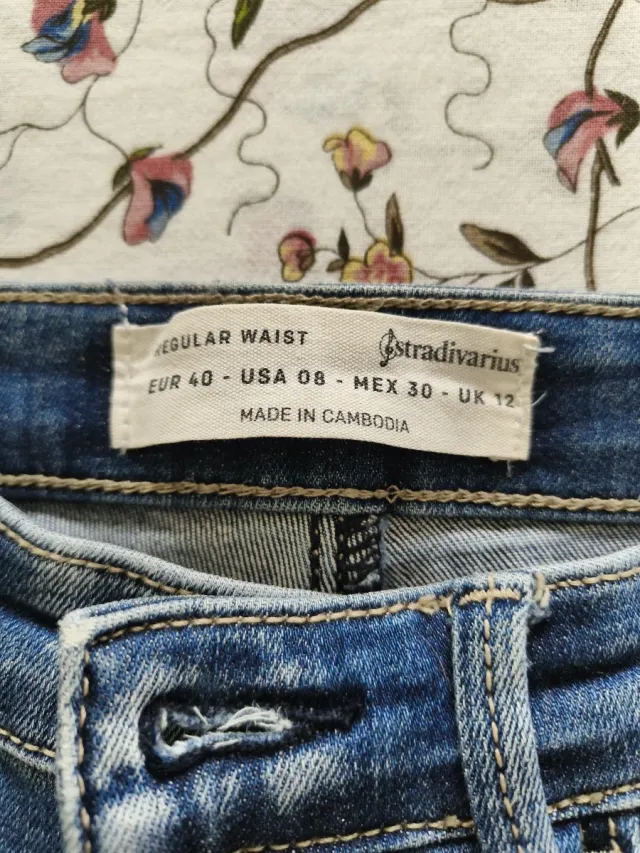 REGULAR WAIST
stradivarius
EUR 40 - USA 08 - MEX 30 - UK 12
MADE IN CAMBODIA